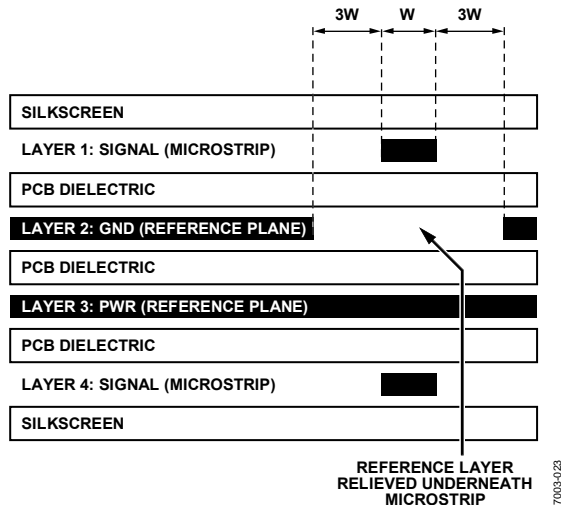 3W W 3W
SILKSCREEN
LAYER 1: SIGNAL (MICROSTRIP)
PCB DIELECTRIC
LAYER 2: GND (REFERENCE PLANE)
PCB DIELECTRIC
LAYER 3: PWR (REFERENCE PLANE)
PCB DIELECTRIC
LAYER 4: SIGNAL (MICROSTRIP)
SILKSCREEN
REFERENCE LAYER
RELIEVED UNDERNEATH
MICROSTRIP
7003-023